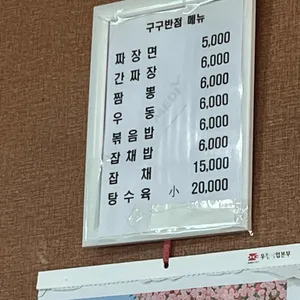 구구반점 메뉴
짜 장 면 5,000
간 짜 장 6,000
짬 뽕 6,000
우 동 6,000
볶 음 밥 6,000
잡 채 밥 6,000
잡 채 15,000
탕 수 육 小 20,000